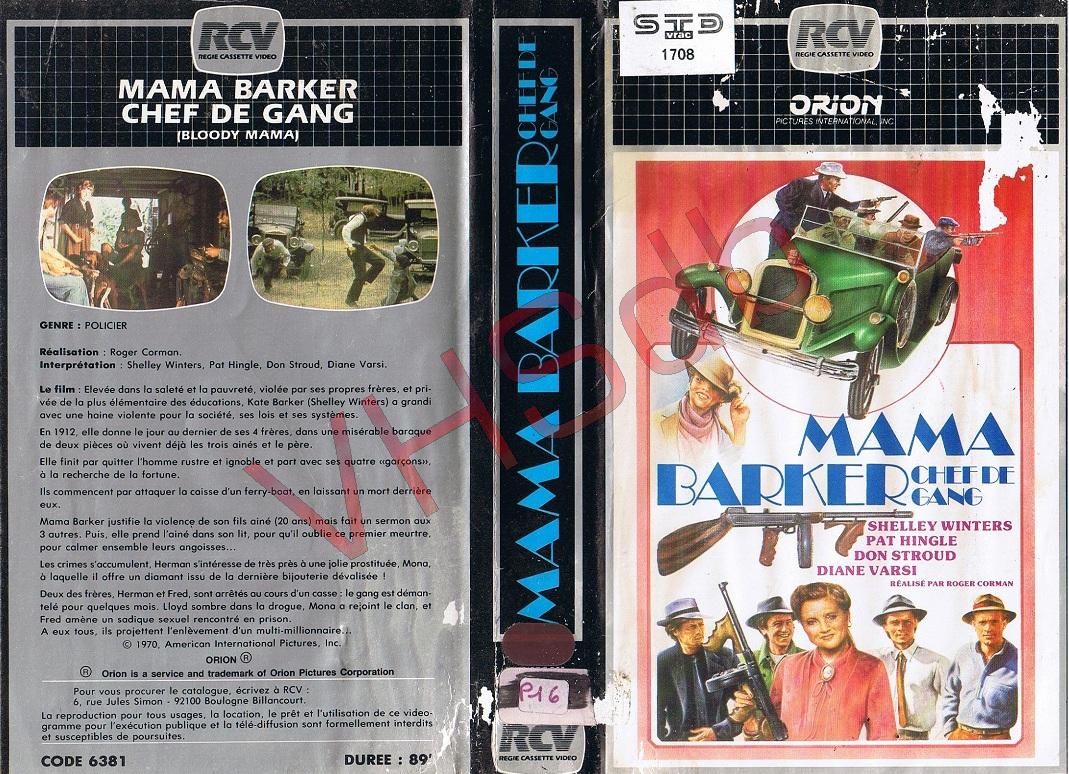 RCV
REGIE CASSETTE VIDEO
MAMA BARKER
CHEF DE GANG
(BLOODY MAMA)
GENRE : POLICIER
Réalisation : Roger Corman.
Interprétation : Shelley Winters, Pat Hingle, Don Stroud, Diane Varsi.
Le film : Elevée dans la saleté et la pauvreté, violée par ses propres frères, et pri-
vée de la plus élémentaire des éducations, Kate Barker (Shelley Winters) a grandi
avec une haine violente pour la société, ses lois et ses systèmes.
En 1912, elle donne le jour au dernier de ses 4 frères, dans une misérable baraque
de deux pièces où vivent déjà les trois ainés et le père.
Elle finit par quitter l'homme rustre et ignoble et part avec ses quatre «garçons»,
à la recherche de la fortune.
Ils commencent par attaquer la caisse d'un ferry-boat, en laissant un mort derrière
eux.
Mama Barker justifie la violence de son fils ainé (20 ans) mais fait un sermon aux
3 autres. Puis, elle prend l'ainé dans son lit, pour qu'il oublie ce premier meurtre,
pour calmer ensemble leurs angoisses...
Les crimes s'accumulent, Herman s'intéresse de très près à une jolie prostituée, Mona,
à laquelle il offre un diamant issu de la dernière bijouterie dévalisée !
Deux des frères, Herman et Fred, sont arrêtés au cours d'un casse : le gang est déman-
telé pour quelques mois. Lloyd sombre dans la drogue, Mona a rejoint le clan, et
Fred amène un sadique sexuel rencontré en prison.
A eux tous, ils projettent l'enlèvement d'un multi-millionnaire...
© 1970, American International Pictures, Inc.
ORION ®
® Orion is a service and trademark of Orion Pictures Corporation
Pour vous procurer le catalogue, écrivez à RCV :
6, rue Jules Simon - 92100 Boulogne Billancourt.
La reproduction pour tous usages, la location, le prêt et l'utilisation de ce video-
gramme pour l'exécution publique et la télé-diffusion sont formellement interdits
et susceptibles de poursuites.
CODE 6381
DUREE : 89'
MAMA BARKER CHEF DE
GANG
P16
RCV
REGIE CASSETTE VIDEO
STD
vrac
1708
RCV
REGIE CASSETTE VIDEO
ORION
PICTURES INTERNATIONAL, INC
MAMA
BARKER CHEF DE
GANG
SHELLEY WINTERS
PAT HINGLE
DON STROUD
DIANE VARSI
RÉALISÉ PAR ROGER CORMAN
VHSdb